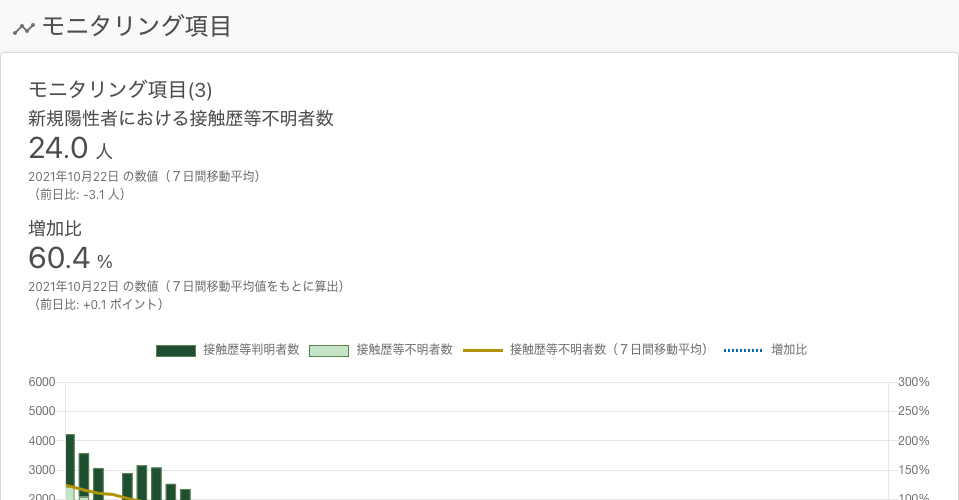 モニタリング項目
モニタリング項目(3)
新規陽性者における接触歴等不明者数
24.0 人
2021年10月22日 の数値（７日間移動平均）
（前日比: -3.1 人）
増加比
60.4 %
2021年10月22日 の数値（７日間移動平均値をもとに算出）
（前日比: +0.1 ポイント）
接触歴等判明者数 接触歴等不明者数 接触歴等不明者数（７日間移動平均） 増加比
6000 300%
5000 250%
4000 200%
3000 150%
2000 100%